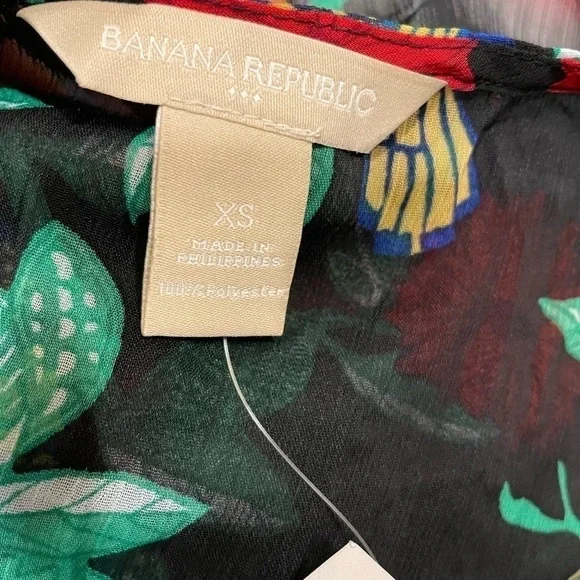 BANANA REPUBLIC
XS
MADE IN
PHILIPPINES
100% Polyester